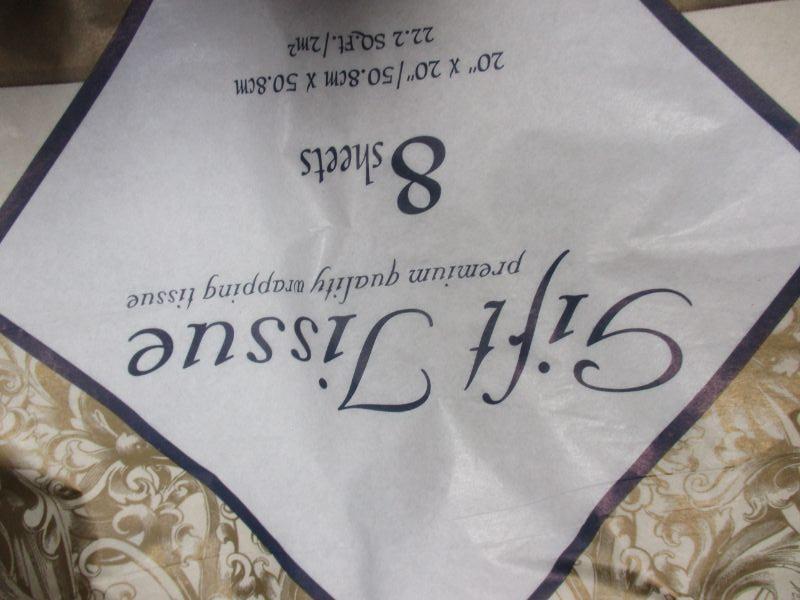 Gift Tissue
premium quality wrapping tissue
8 sheets
20" X 20"/50.8cm X 50.8cm
22.2 SQ.Ft./2m²